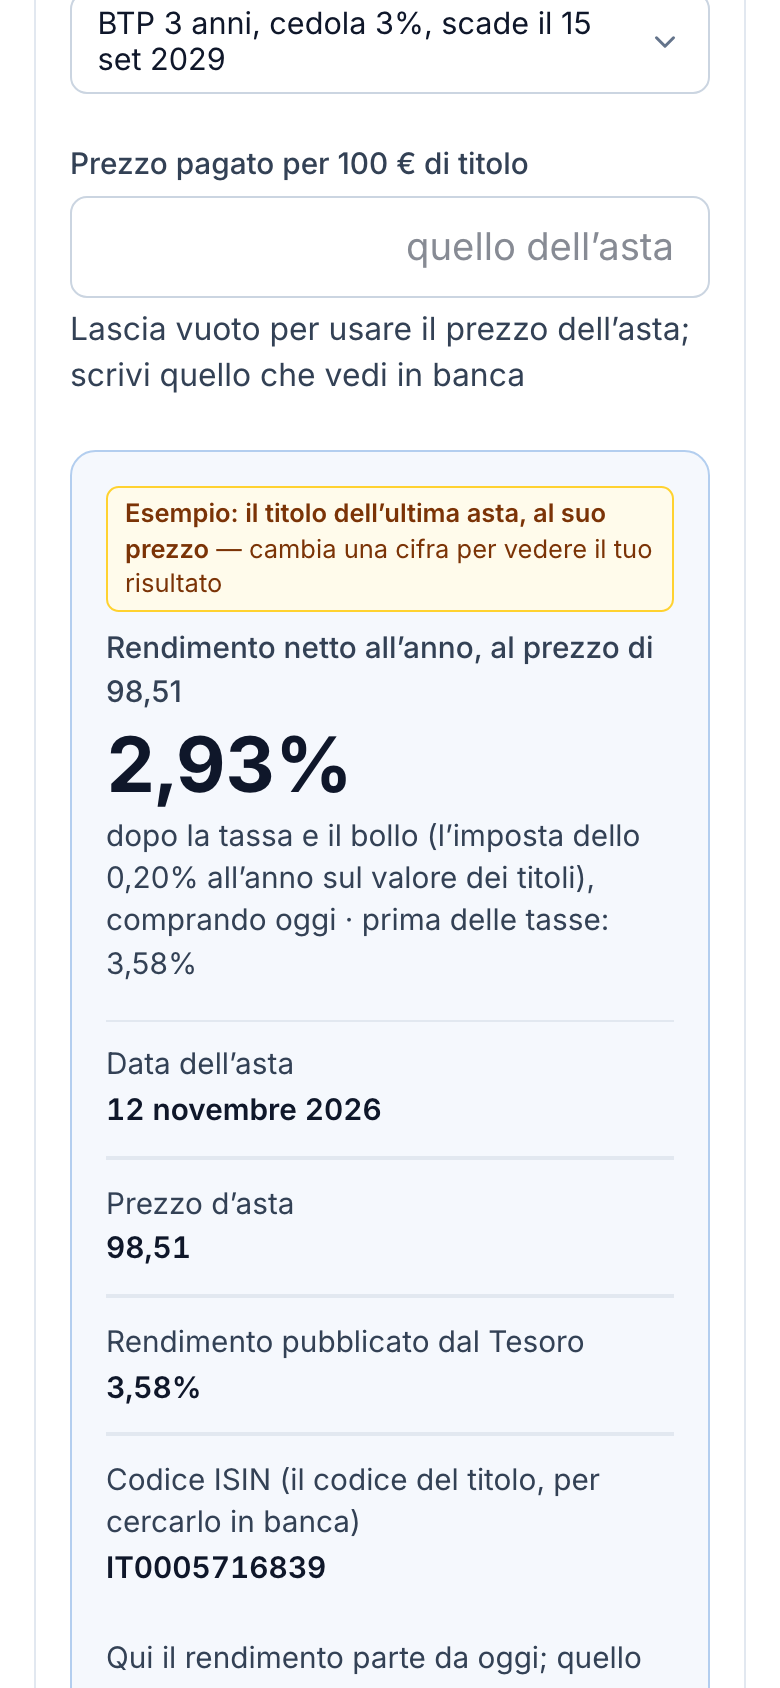 BTP 3 anni, cedola 3%, scade il 15
set 2029
Prezzo pagato per 100 € di titolo
quello dell’asta
Lascia vuoto per usare il prezzo dell’asta;
scrivi quello che vedi in banca
Esempio: il titolo dell’ultima asta, al suo
prezzo — cambia una cifra per vedere il tuo
risultato
Rendimento netto all’anno, al prezzo di
98,51
2,93%
dopo la tassa e il bollo (l’imposta dello
0,20% all’anno sul valore dei titoli),
comprando oggi · prima delle tasse:
3,58%
Data dell’asta
12 novembre 2026
Prezzo d’asta
98,51
Rendimento pubblicato dal Tesoro
3,58%
Codice ISIN (il codice del titolo, per
cercarlo in banca)
IT0005716839
Qui il rendimento parte da oggi; quello